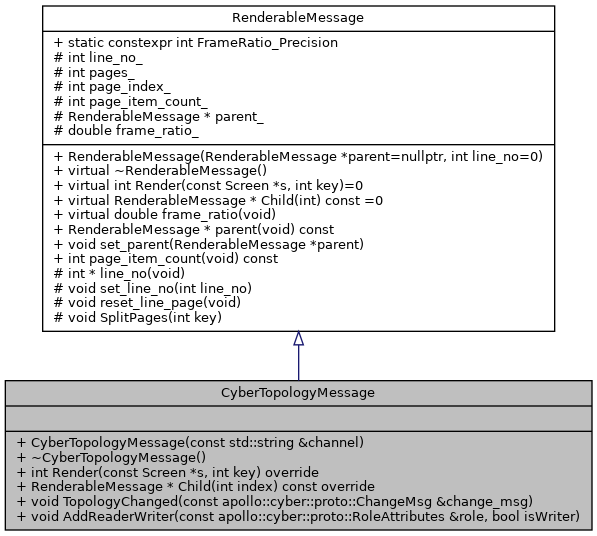 RenderableMessage
+ static constexpr int FrameRatio_Precision
# int line_no_
# int pages_
# int page_index_
# int page_item_count_
# RenderableMessage * parent_
# double frame_ratio_
+ RenderableMessage(RenderableMessage *parent=nullptr, int line_no=0)
+ virtual ~RenderableMessage()
+ virtual int Render(const Screen *s, int key)=0
+ virtual RenderableMessage * Child(int) const =0
+ virtual double frame_ratio(void)
+ RenderableMessage * parent(void) const
+ void set_parent(RenderableMessage *parent)
+ int page_item_count(void) const
# int * line_no(void)
# void set_line_no(int line_no)
# void reset_line_page(void)
# void SplitPages(int key)
CyberTopologyMessage
+ CyberTopologyMessage(const std::string &channel)
+ ~CyberTopologyMessage()
+ int Render(const Screen *s, int key) override
+ RenderableMessage * Child(int index) const override
+ void TopologyChanged(const apollo::cyber::proto::ChangeMsg &change_msg)
+ void AddReaderWriter(const apollo::cyber::proto::RoleAttributes &role, bool isWriter)